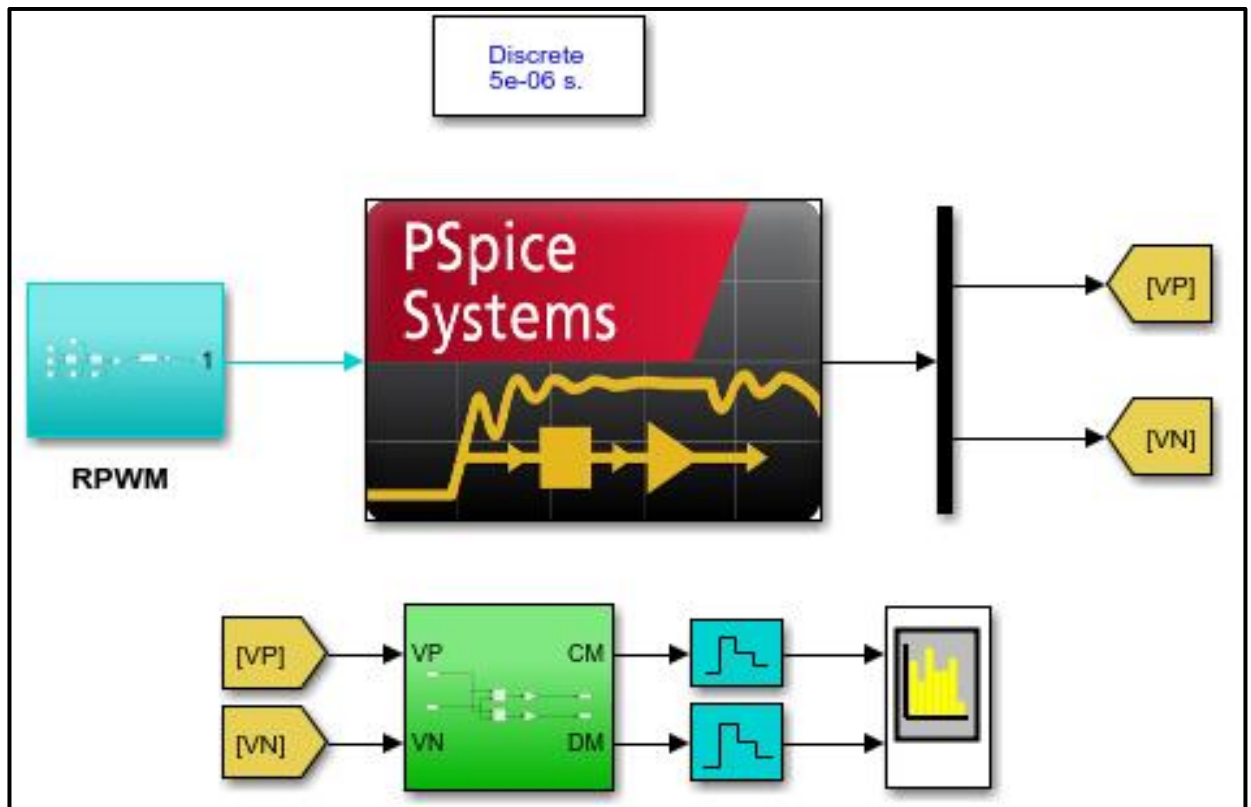 Discrete
5e-06 s.
PSpice
Systems
1
RPWM
[VP]
[VN]
[VP]
[VN]
VP
CM
VN
DM